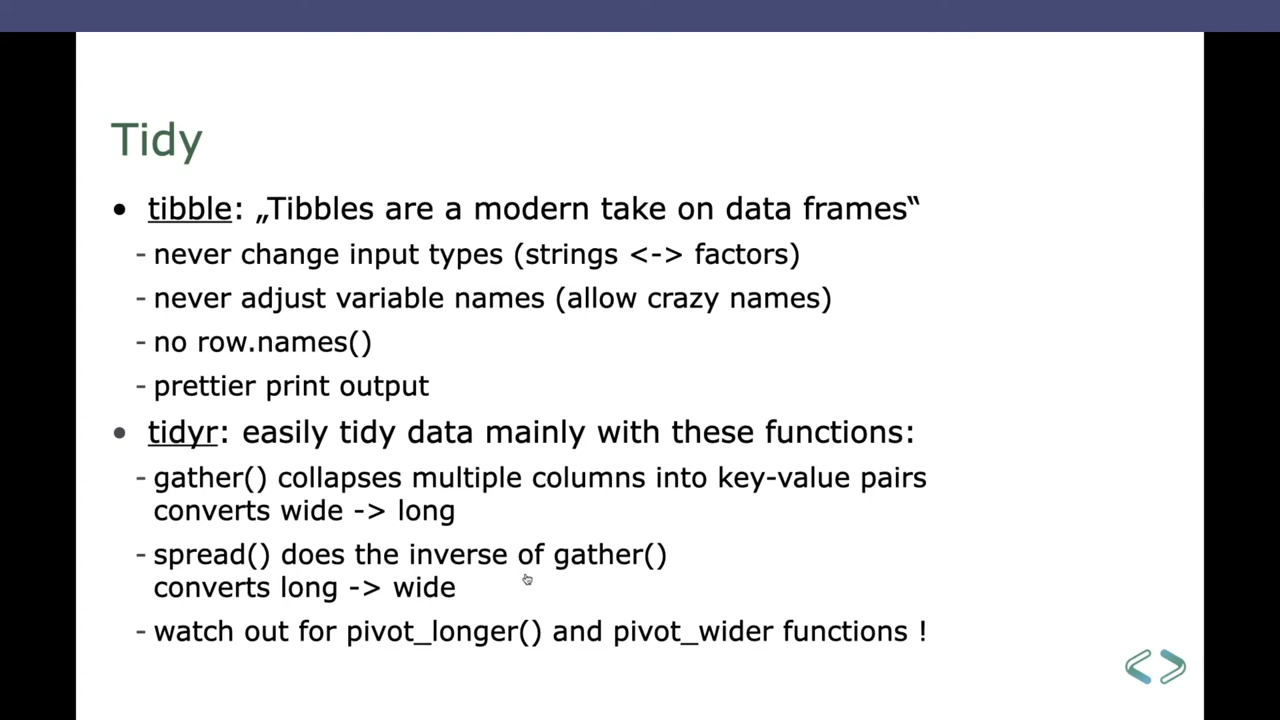 Tidy
• tibble: „Tibbles are a modern take on data frames“
- never change input types (strings <-> factors)
- never adjust variable names (allow crazy names)
- no row.names()
- prettier print output
• tidyr: easily tidy data mainly with these functions:
- gather() collapses multiple columns into key-value pairs
converts wide -> long
- spread() does the inverse of gather()
converts long -> wide
- watch out for pivot_longer() and pivot_wider functions !